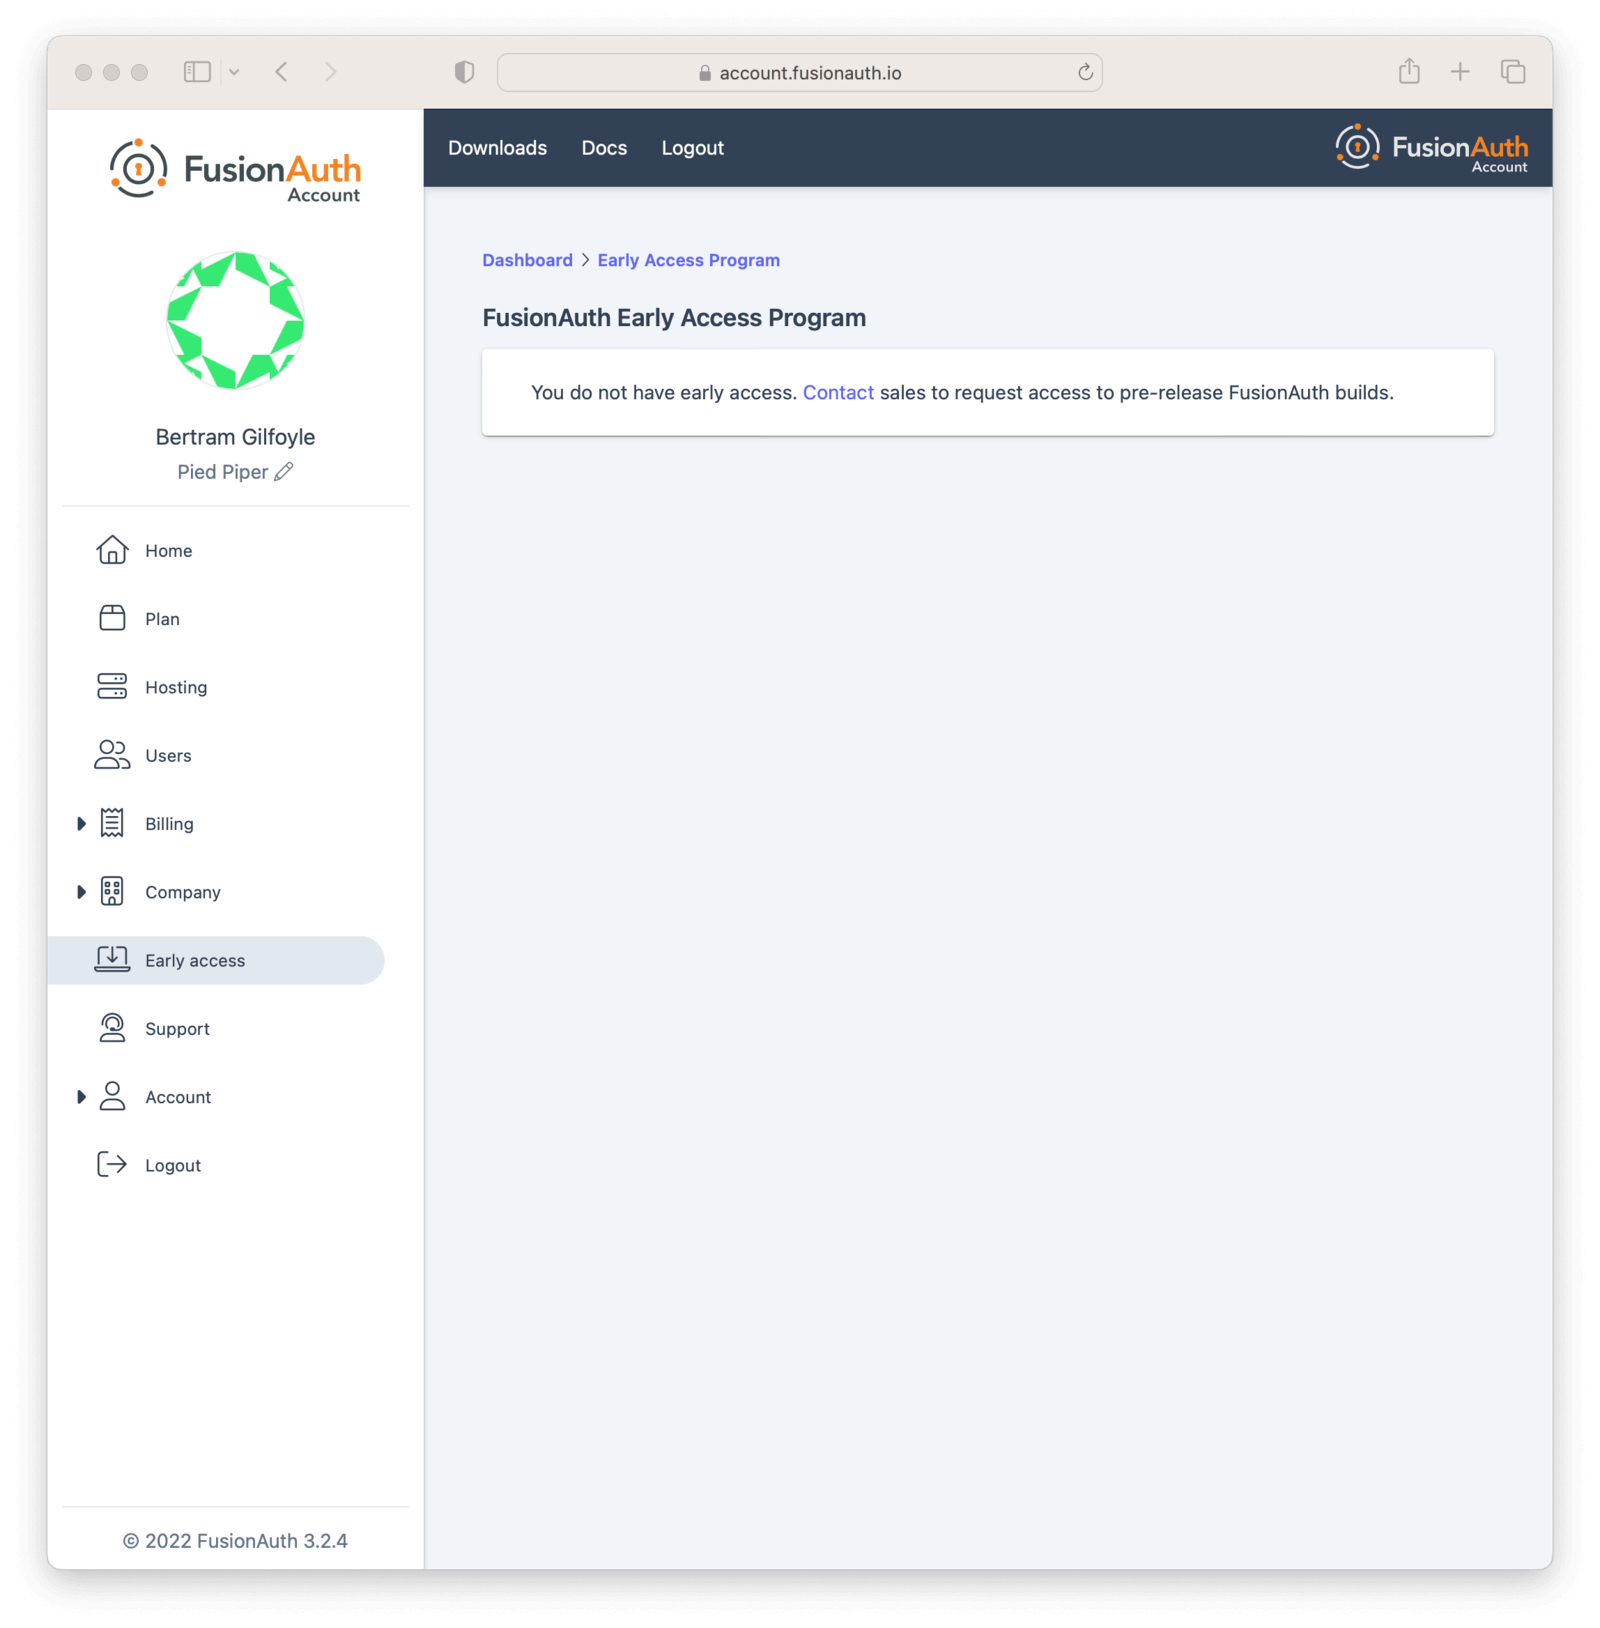 account.fusionauth.io
FusionAuth
Account
Downloads Docs Logout
FusionAuth
Account
Bertram Gilfoyle
Pied Piper
Home
Plan
Hosting
Users
Billing
Company
Early access
Support
Account
Logout
© 2022 FusionAuth 3.2.4
Dashboard > Early Access Program
FusionAuth Early Access Program
You do not have early access. Contact sales to request access to pre-release FusionAuth builds.